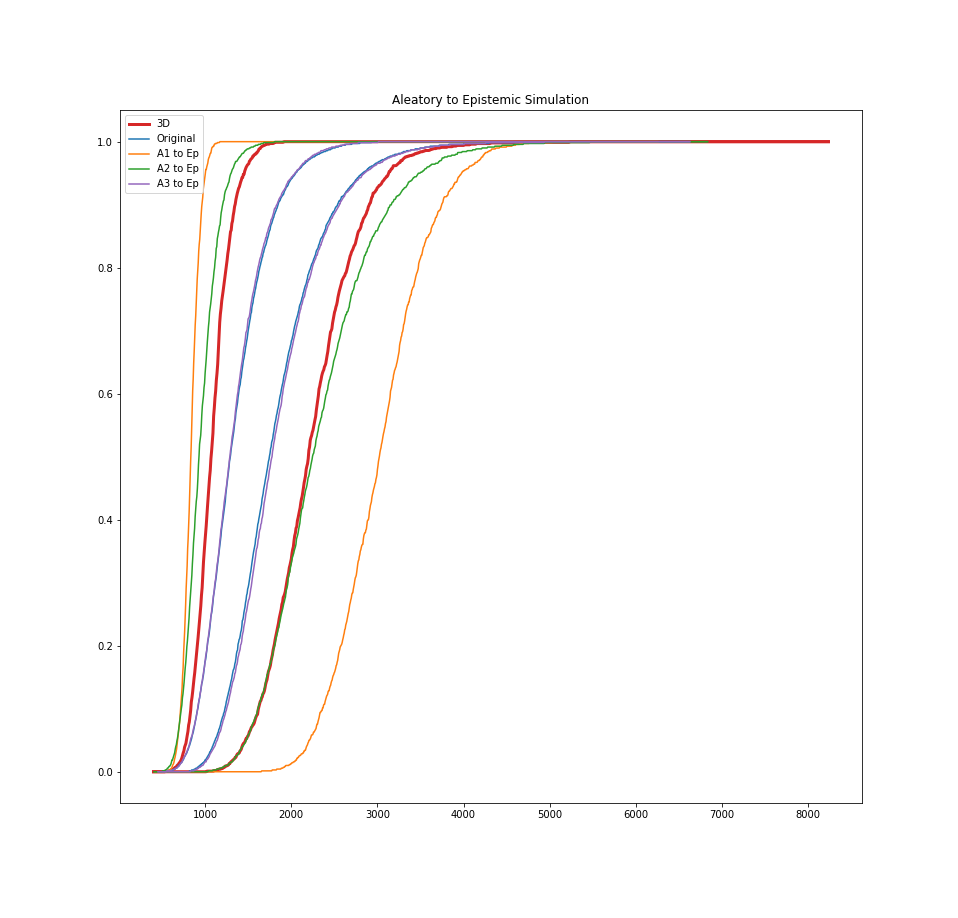 Aleatory to Epistemic Simulation
3D
Original
A1 to Ep
A2 to Ep
A3 to Ep
1.0
0.8
0.6
0.4
0.2
0.0
1000 2000 3000 4000 5000 6000 7000 8000